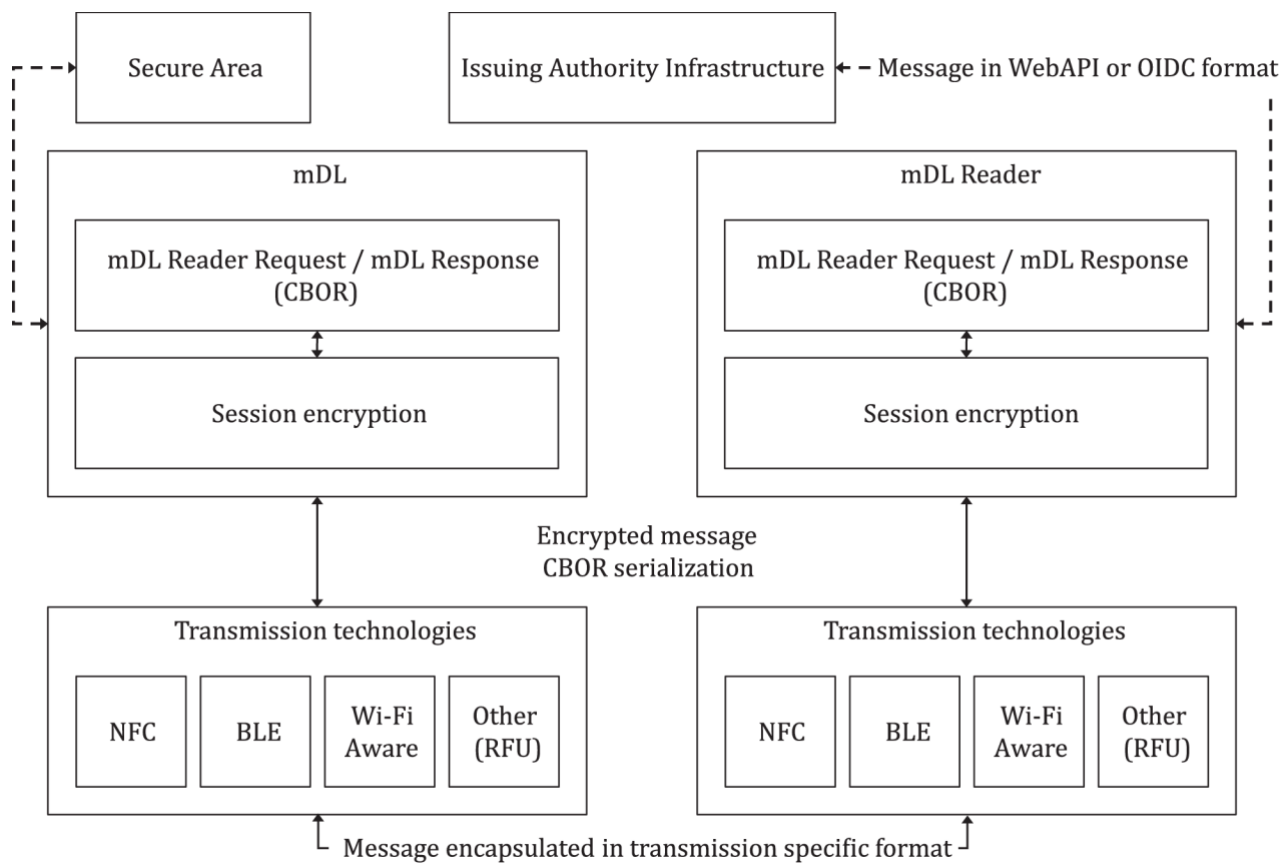 Secure Area
Issuing Authority Infrastructure
Message in WebAPI or OIDC format
mDL
mDL Reader Request / mDL Response
(CBOR)
Session encryption
mDL Reader
mDL Reader Request / mDL Response
(CBOR)
Session encryption
Encrypted message
CBOR serialization
Transmission technologies
NFC
BLE
Wi-Fi
Aware
Other
(RFU)
Transmission technologies
NFC
BLE
Wi-Fi
Aware
Other
(RFU)
Message encapsulated in transmission specific format